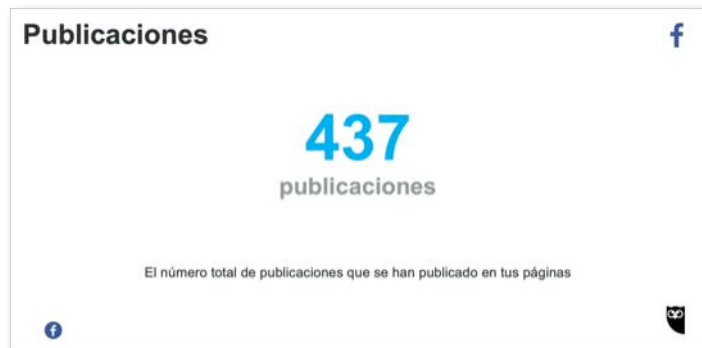 Publicaciones
437
publicaciones
El número total de publicaciones que se han publicado en tus páginas